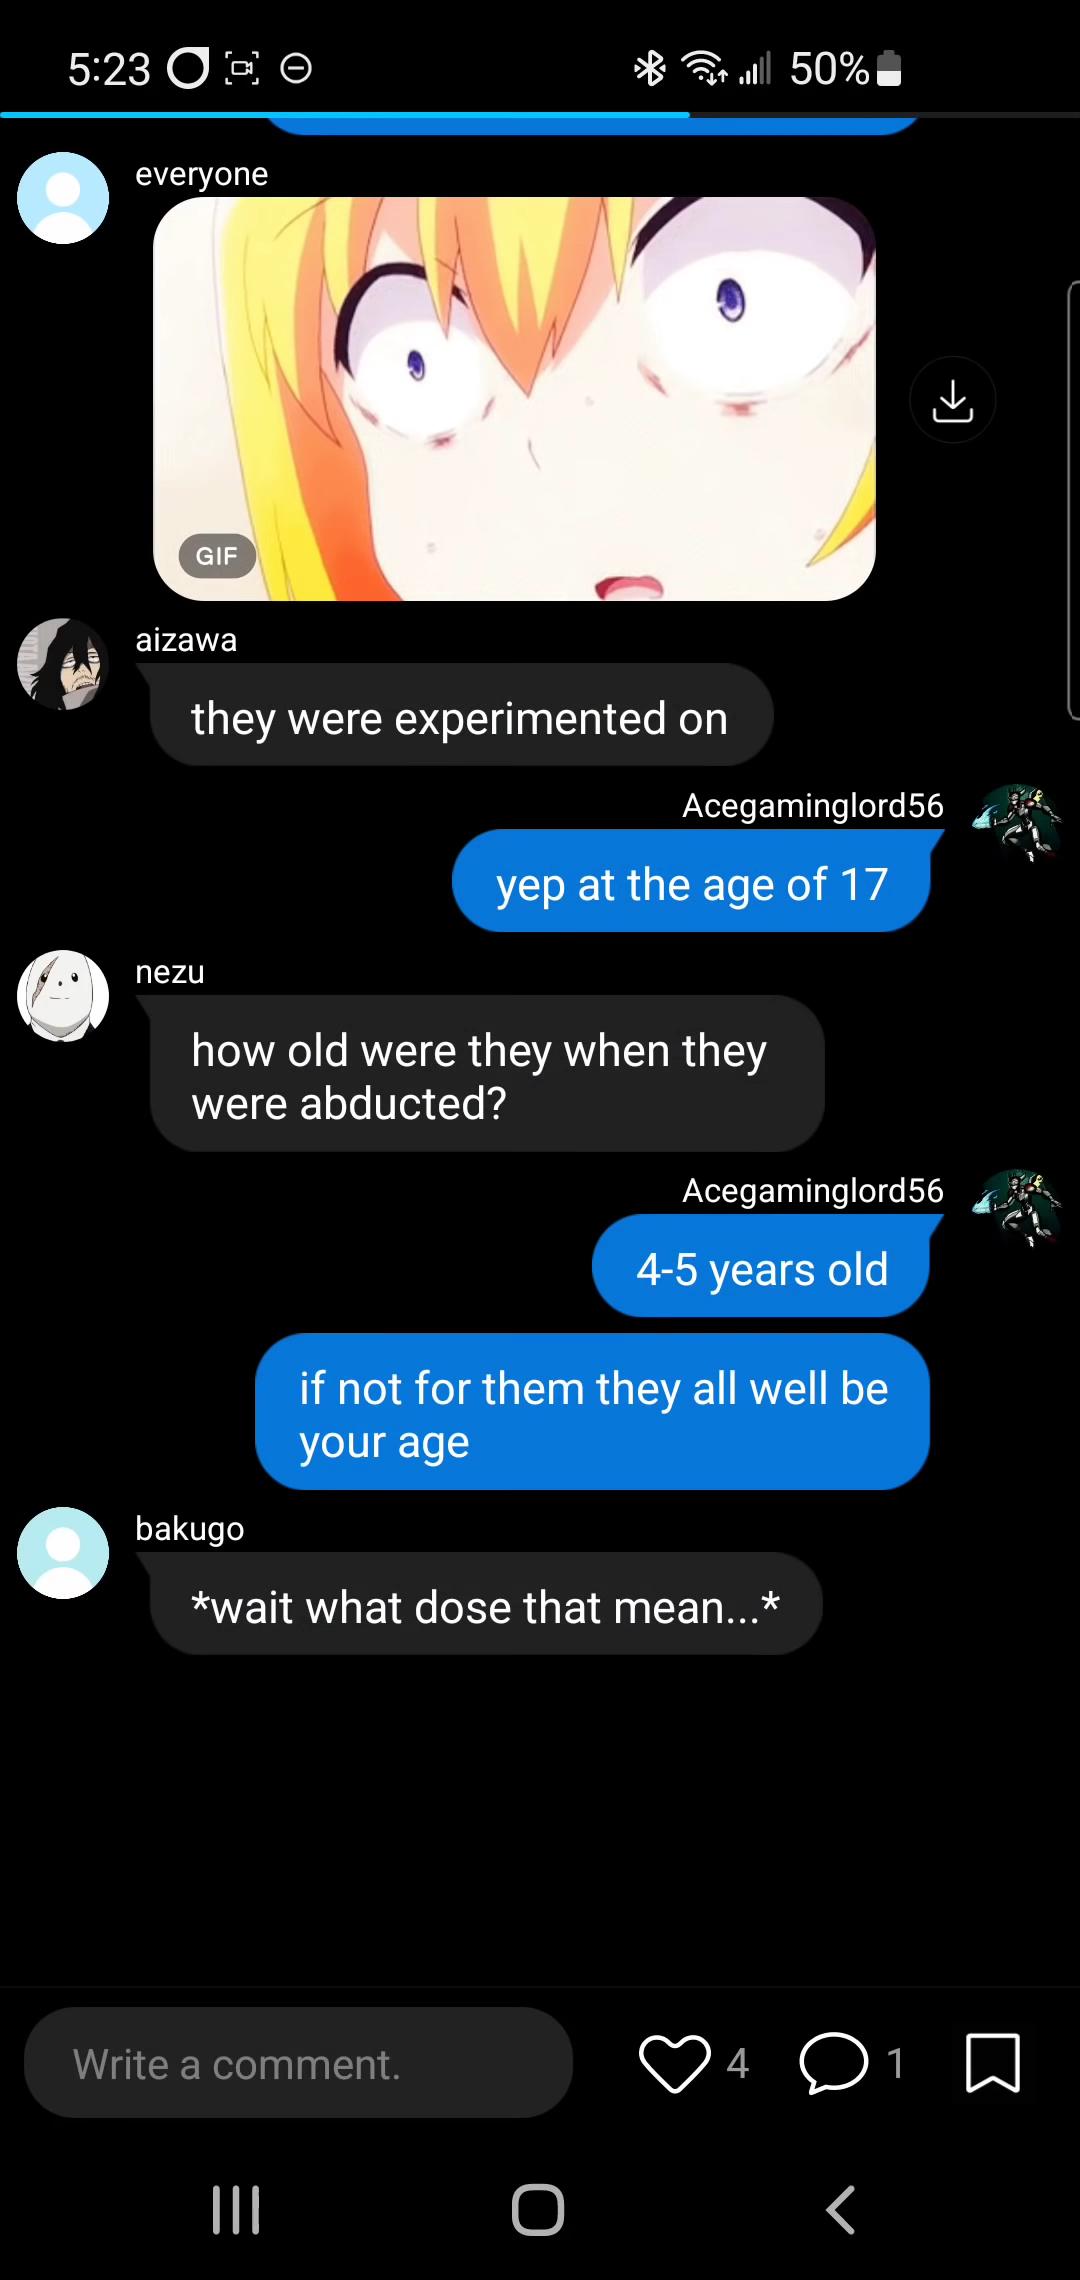 5:23
50%
everyone
GIF
aizawa
they were experimented on
Acegaminglord56
yep at the age of 17
nezu
how old were they when they
were abducted?
Acegaminglord56
4-5 years old
if not for them they all well be
your age
bakugo
*wait what dose that mean...*
Write a comment.
4
1